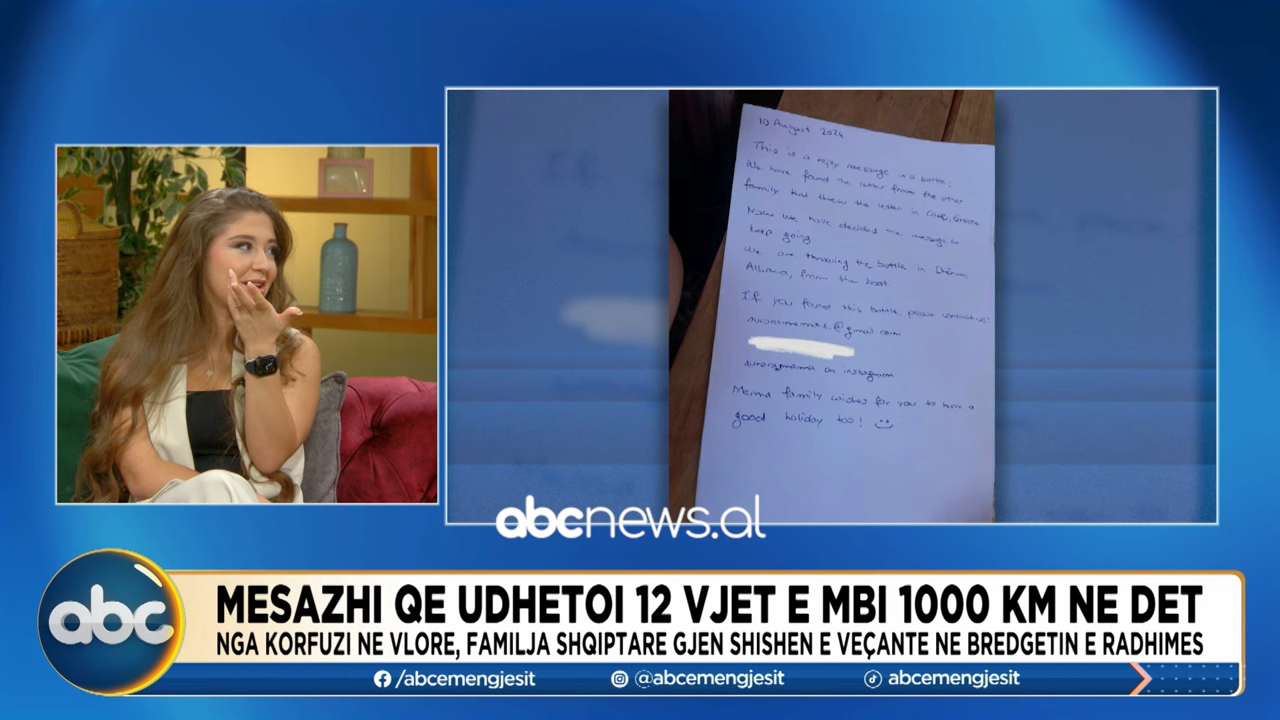 10 August 2024
This is a reply message in a bottle!
We have found the letter from the other
family that threw the letter in Corfu, Greece.
Now we have decided the message to
keep going
We are throwing the bottle in Dhërmi,
Albania, from the boat.
If you found this bottle please contact us:
@gmail.com
on instagram
Mema family wishes for you to have a
good holiday too! :)
abcnews.al
abc
MESAZHI QE UDHETOI 12 VJET E MBI 1000 KM NE DET
NGA KORFUZI NE VLORE, FAMILJA SHQIPTARE GJEN SHISHEN E VEÇANTE NE BREDGETIN E RADHIMES
/abcemengjesit @abcemengjesit abcemengjesit